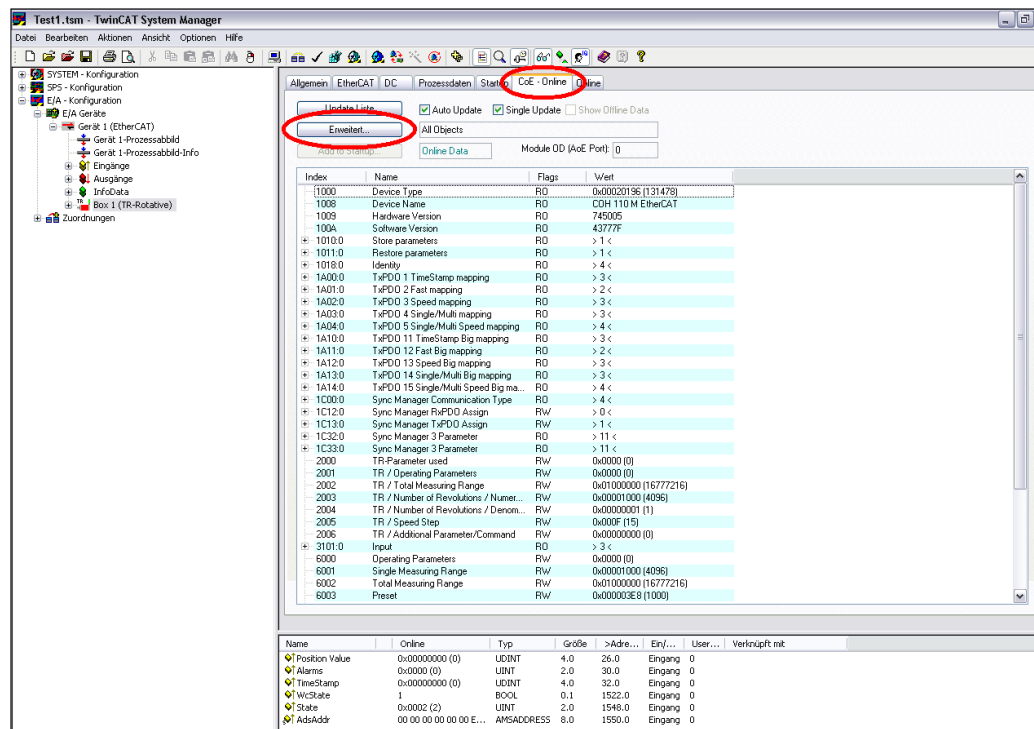 Test1.tsm - TwinCAT System Manager
Datei Bearbeiten Aktionen Ansicht Optionen Hilfe
SYSTEM - Konfiguration
SPS - Konfiguration
E/A - Konfiguration
E/A Geräte
Gerät 1 (EtherCAT)
Gerät 1-Prozessabbild
Gerät 1-Prozessabbild-Info
Eingänge
Ausgänge
InfoData
Box 1 (TR-Rotative)
Zuordnungen
Allgemein EtherCAT DC Prozessdaten Startup CoE - Online Online
Update Liste Auto Update Single Update Show Offline Data
Erweitert... All Objects
Add to Startup... Online Data Module OD (AoE Port): 0
Index Name Flags Wert
1000 Device Type RO 0x00020196 (131478)
1008 Device Name RO COH 110 M EtherCAT
1009 Hardware Version RO 745005
100A Software Version RO 43777F
1010:0 Store parameters RO > 1 <
1011:0 Restore parameters RO > 1 <
1018:0 Identity RO > 4 <
1A00:0 TxPDO 1 TimeStamp mapping RO > 3 <
1A01:0 TxPDO 2 Fast mapping RO > 2 <
1A02:0 TxPDO 3 Speed mapping RO > 3 <
1A03:0 TxPDO 4 Single/Multi mapping RO > 3 <
1A04:0 TxPDO 5 Single/Multi Speed mapping RO > 4 <
1A10:0 TxPDO 11 TimeStamp Big mapping RO > 3 <
1A11:0 TxPDO 12 Fast Big mapping RO > 2 <
1A12:0 TxPDO 13 Speed Big mapping RO > 3 <
1A13:0 TxPDO 14 Single/Multi Big mapping RO > 3 <
1A14:0 TxPDO 15 Single/Multi Speed Big ma... RO > 4 <
1C00:0 Sync Manager Communication Type RO > 4 <
1C12:0 Sync Manager RxPDO Assign RW > 0 <
1C13:0 Sync Manager TxPDO Assign RW > 1 <
1C32:0 Sync Manager 3 Parameter RO > 11 <
1C33:0 Sync Manager 3 Parameter RO > 11 <
2000 TR-Parameter used RW 0x0000 (0)
2001 TR / Operating Parameters RW 0x0000 (0)
2002 TR / Total Measuring Range RW 0x01000000 (16777216)
2003 TR / Number of Revolutions / Numer... RW 0x00001000 (4096)
2004 TR / Number of Revolutions / Denom... RW 0x00000001 (1)
2005 TR / Speed Step RW 0x000F (15)
2006 TR / Additional Parameter/Command RW 0x00000000 (0)
3101:0 Input RO > 3 <
6000 Operating Parameters RW 0x0000 (0)
6001 Single Measuring Range RW 0x00001000 (4096)
6002 Total Measuring Range RW 0x01000000 (16777216)
6003 Preset RW 0x000003E8 (1000)
Name Online Typ Größe >Adre... Ein/... User... Verknüpft mit
Position Value 0x00000000 (0) UDINT 4.0 26.0 Eingang 0
Alarms 0x0000 (0) UINT 2.0 30.0 Eingang 0
TimeStamp 0x00000000 (0) UDINT 4.0 32.0 Eingang 0
WcState 1 BOOL 0.1 1522.0 Eingang 0
State 0x0002 (2) UINT 2.0 1548.0 Eingang 0
AdsAddr 00 00 00 00 00 00 E... AMSADDRESS 8.0 1550.0 Eingang 0